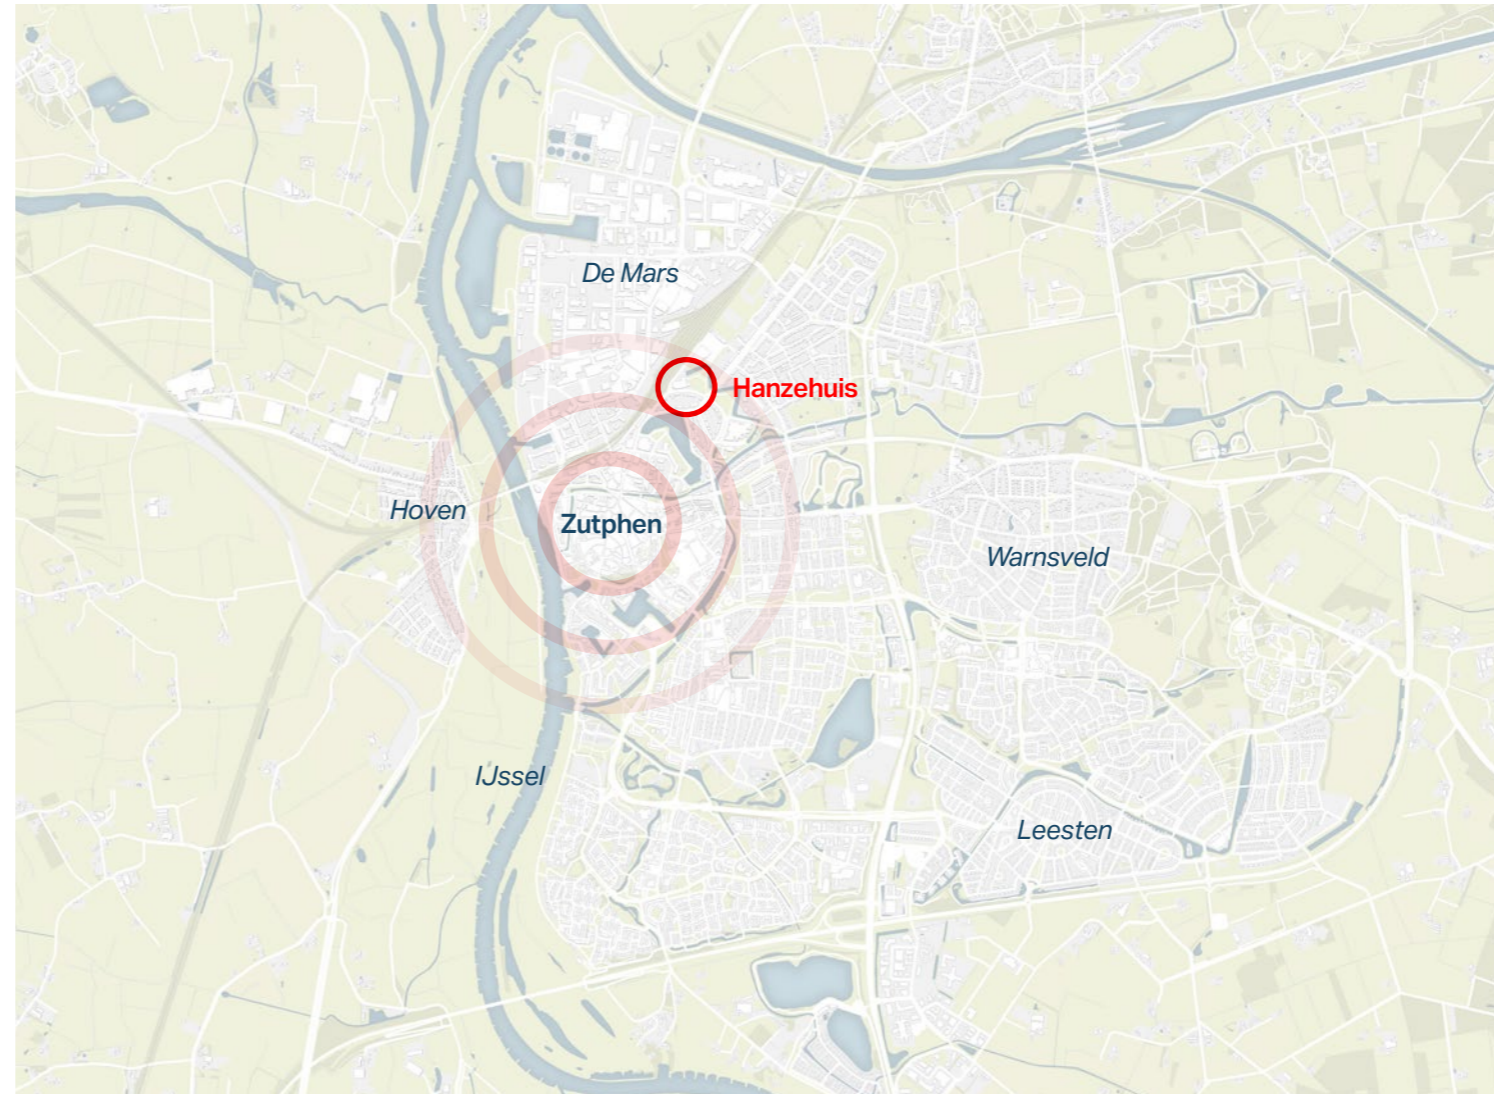 De Mars
Hanzehuis
Hoven
Zutphen
Warnsveld
IJssel
Leesten